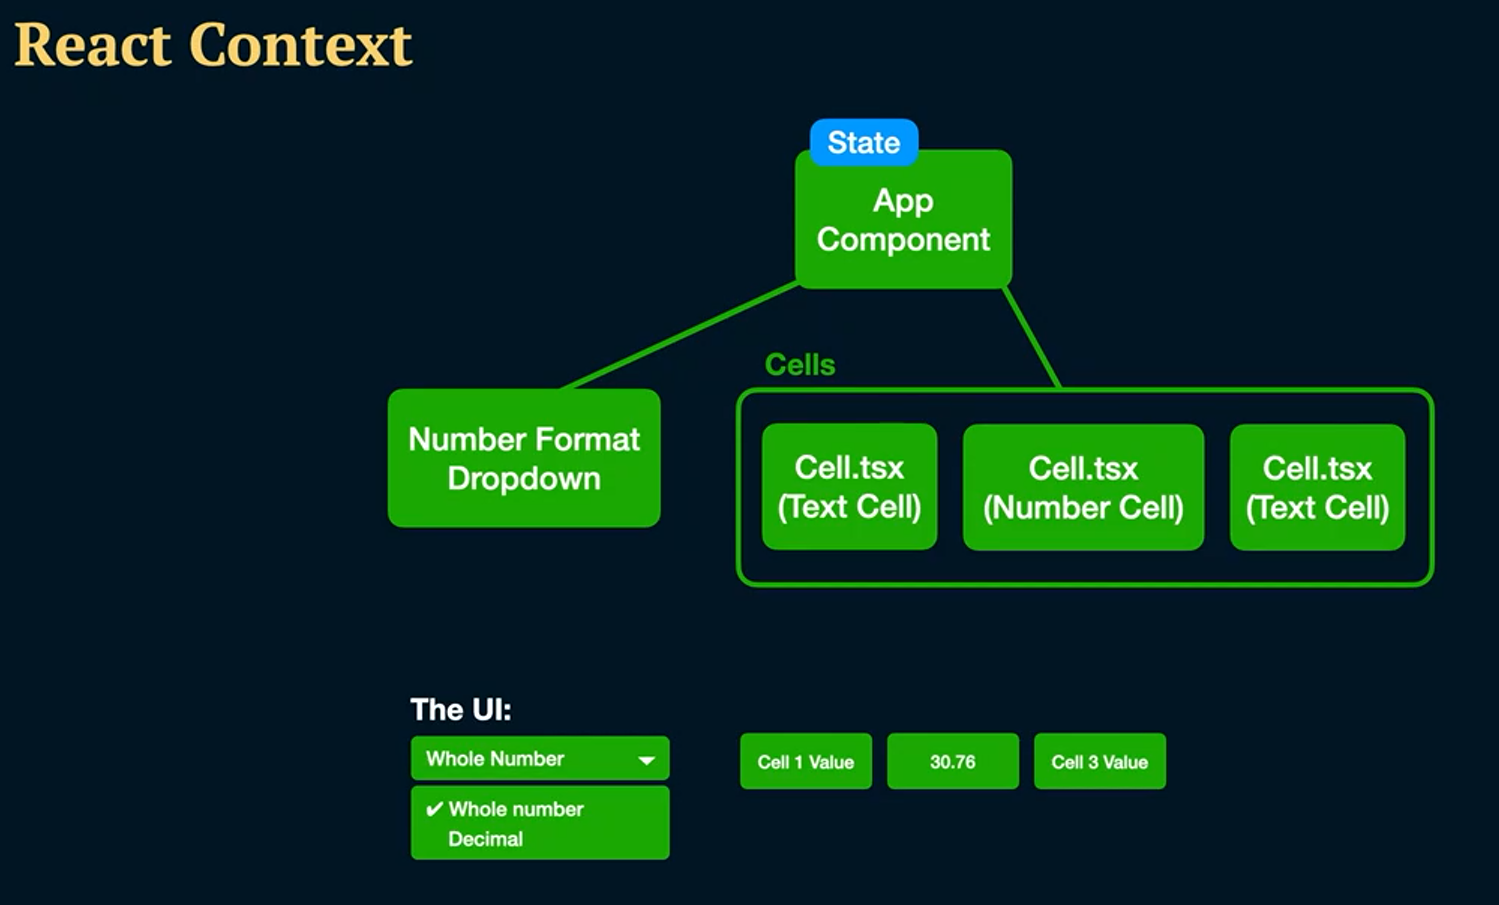 React Context
State
App
Component
Cells
Number Format
Dropdown
Cell.tsx
(Text Cell)
Cell.tsx
(Number Cell)
Cell.tsx
(Text Cell)
The UI:
Whole Number
✔ Whole number
Decimal
Cell 1 Value
30.76
Cell 3 Value